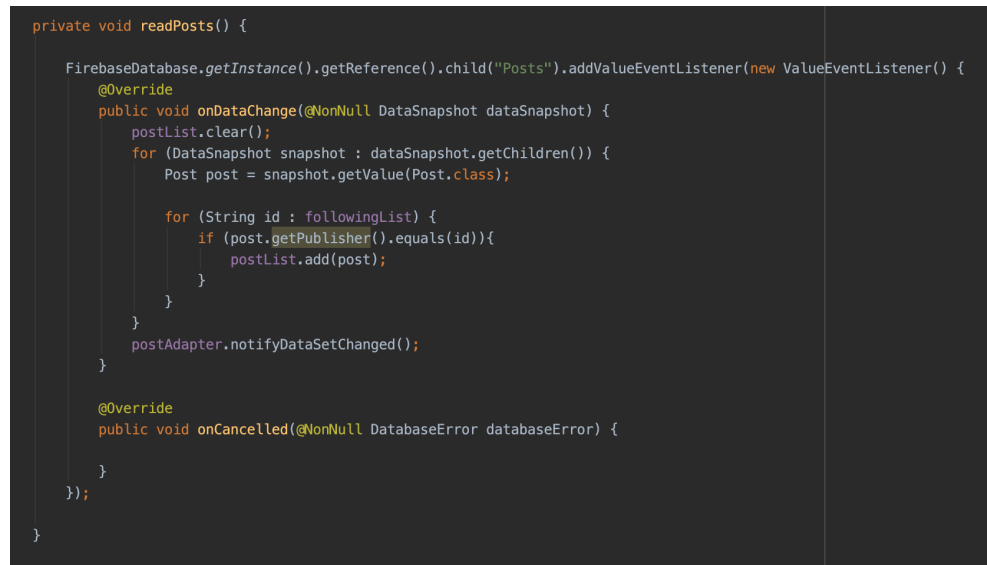 private void readPosts() {
FirebaseDatabase.getInstance().getReference().child("Posts").addValueEventListener(new ValueEventListener() {
@Override
public void onDataChange(@NonNull DataSnapshot dataSnapshot) {
postList.clear();
for (DataSnapshot snapshot : dataSnapshot.getChildren()) {
Post post = snapshot.getValue(Post.class);
for (String id : followingList) {
if (post.getPublisher().equals(id)){
postList.add(post);
}
}
}
postAdapter.notifyDataSetChanged();
}
@Override
public void onCancelled(@NonNull DatabaseError databaseError) {
}
});
}